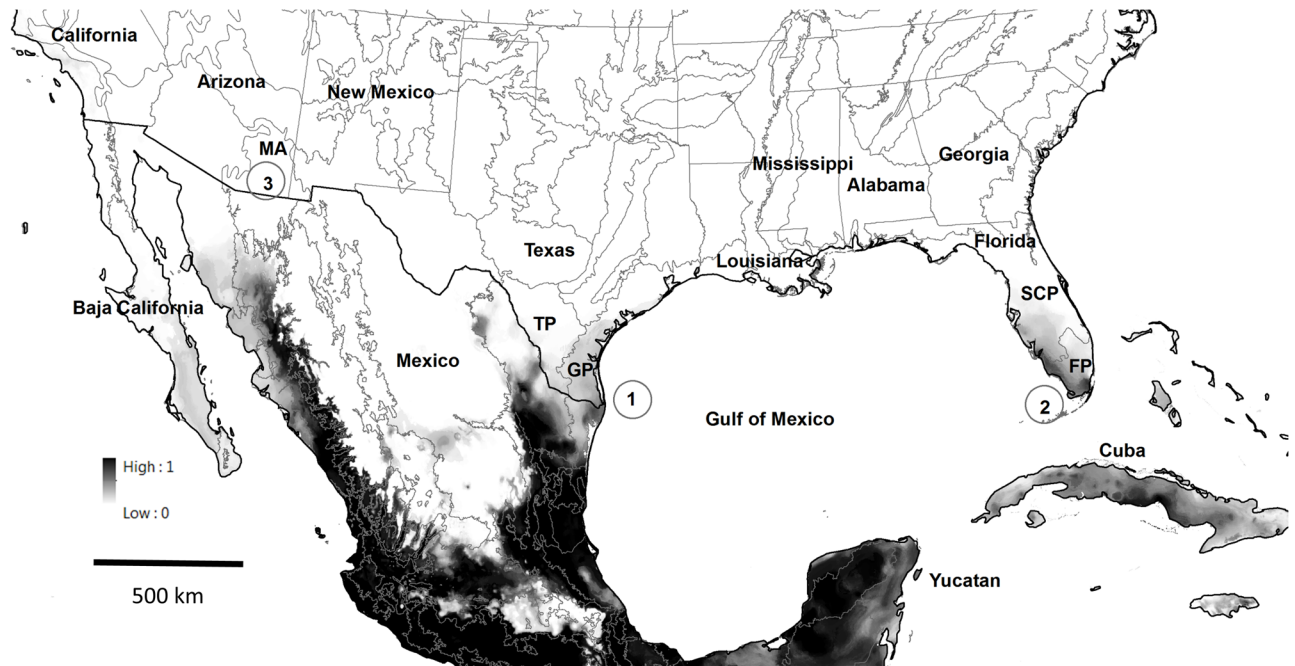 California
Arizona
New Mexico
MA
3
Mississippi
Georgia
Alabama
Texas
Louisiana
Florida
SCP
Baja California
TP
Mexico
GP
FP
1
2
Gulf of Mexico
Cuba
High : 1
Low : 0
500 km
Yucatan